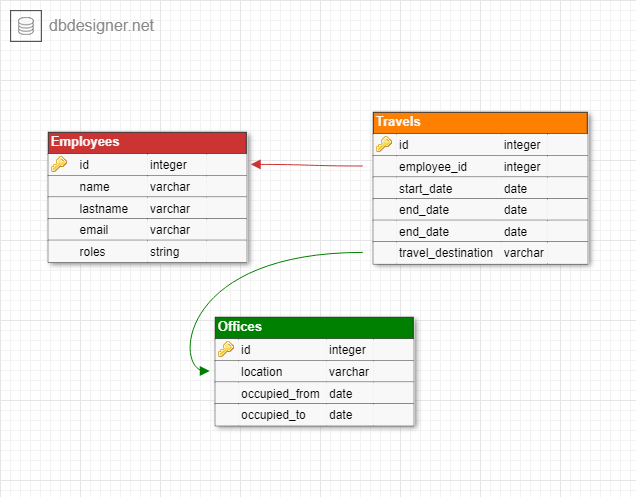 dbdesigner.net
Employees
id integer
name varchar
lastname varchar
email varchar
roles string
Travels
id integer
employee_id integer
start_date date
end_date date
end_date date
travel_destination varchar
Offices
id integer
location varchar
occupied_from date
occupied_to date